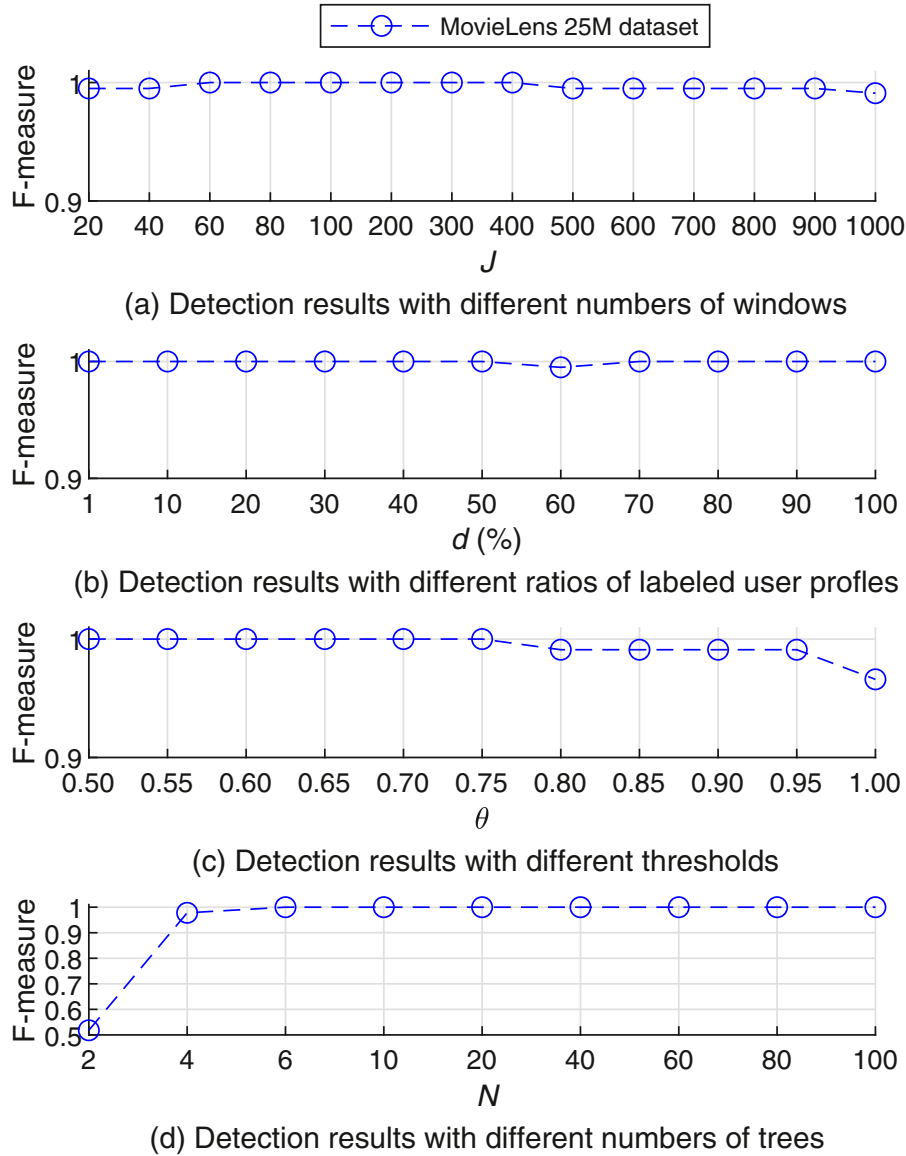 MovieLens 25M dataset
F-measure
1
0.9
20 40 60 80 100 200 300 400 500 600 700 800 900 1000
J
(a) Detection results with different numbers of windows
F-measure
1
0.9
1 10 20 30 40 50 60 70 80 90 100
d (%)
(b) Detection results with different ratios of labeled user profles
F-measure
1
0.9
0.50 0.55 0.60 0.65 0.70 0.75 0.80 0.85 0.90 0.95 1.00
θ
(c) Detection results with different thresholds
F-measure
1
0.9
0.8
0.7
0.6
0.5
2 4 6 10 20 40 60 80 100
N
(d) Detection results with different numbers of trees